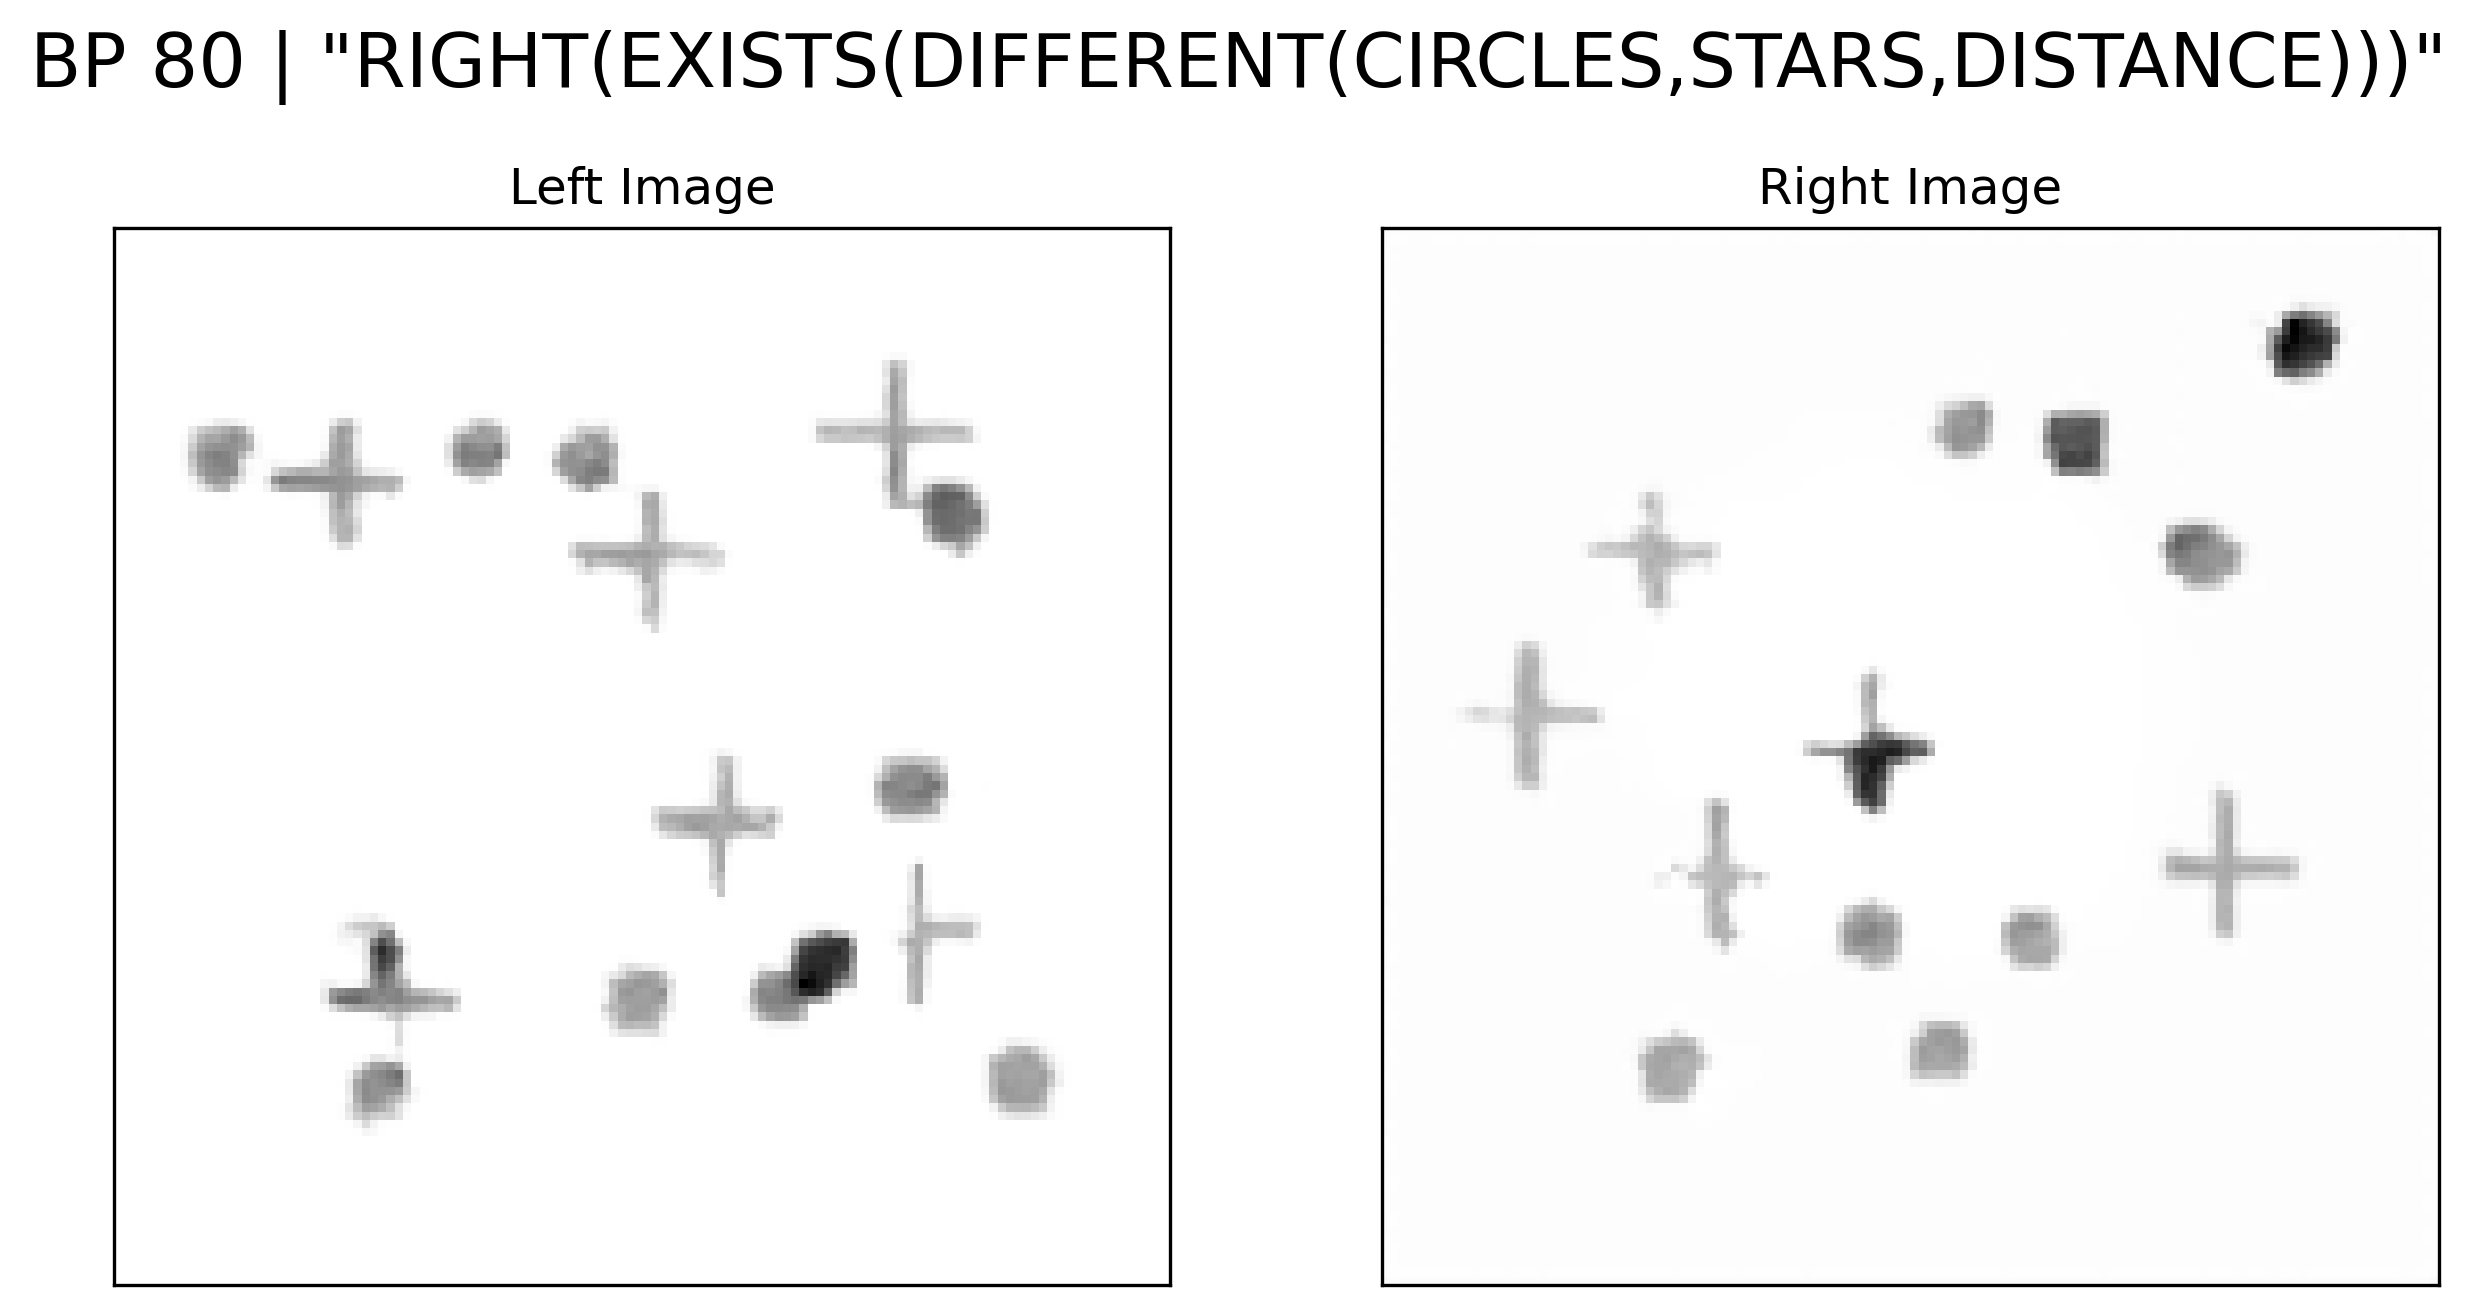 BP 80 | "RIGHT(EXISTS(DIFFERENT(CIRCLES,STARS,DISTANCE)))"
Left Image
Right Image